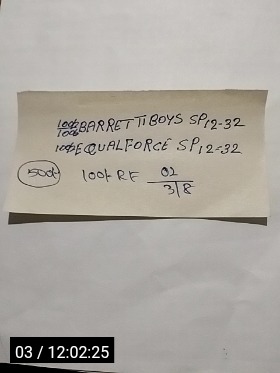 100/- BARRETTIBOYS SP12-32
100/-
100/- EQUALFORCE SP12-32
500/- 100/- RF 02
3/8
03 / 12:02:25